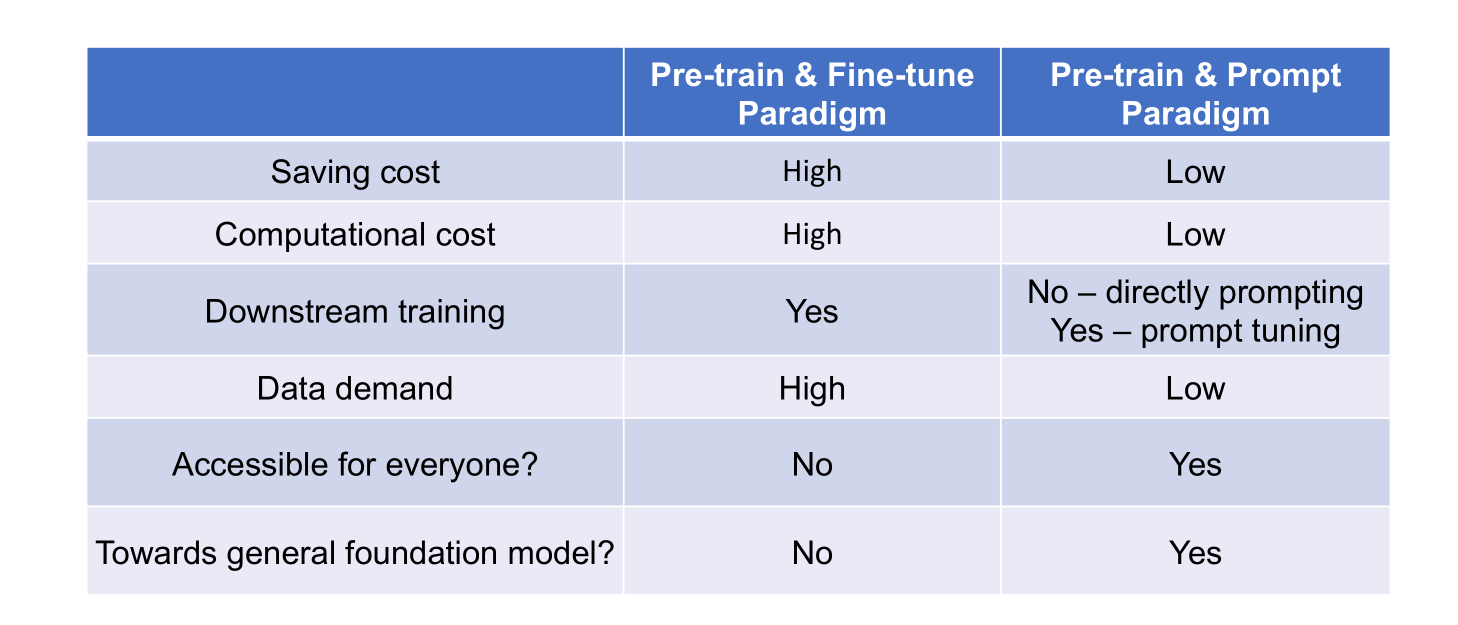 Pre-train & Fine-tune Paradigm
Pre-train & Prompt Paradigm
Saving cost
High
Low
Computational cost
High
Low
Downstream training
Yes
No – directly prompting
Yes – prompt tuning
Data demand
High
Low
Accessible for everyone?
No
Yes
Towards general foundation model?
No
Yes